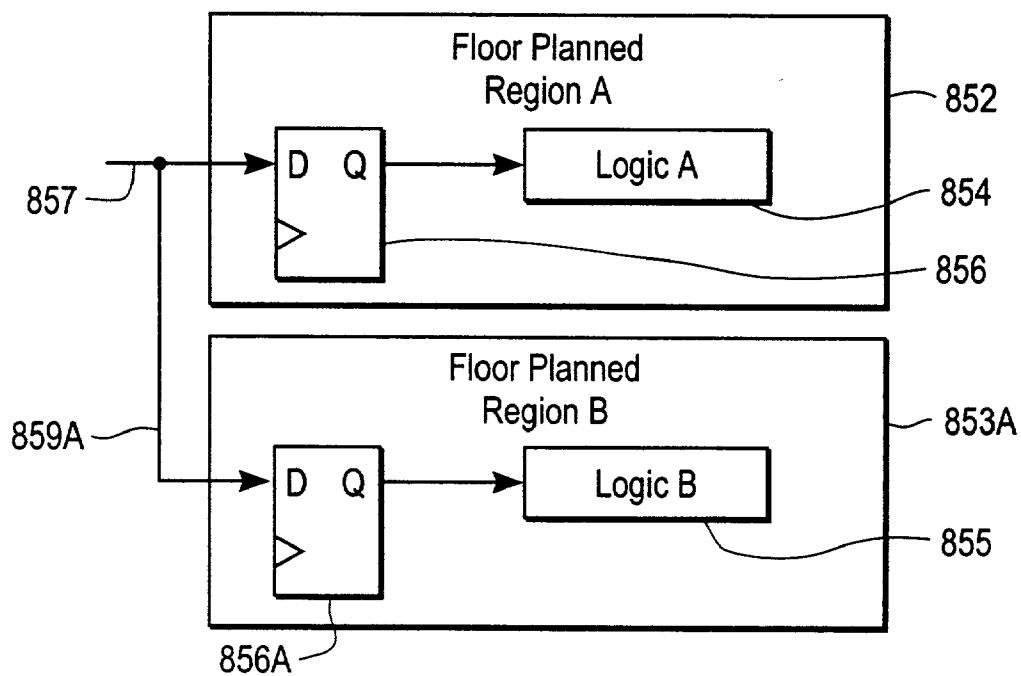 Floor Planned
Region A
852
D Q
Logic A
857
854
856
Floor Planned
Region B
853A
859A
D Q
Logic B
855
856A